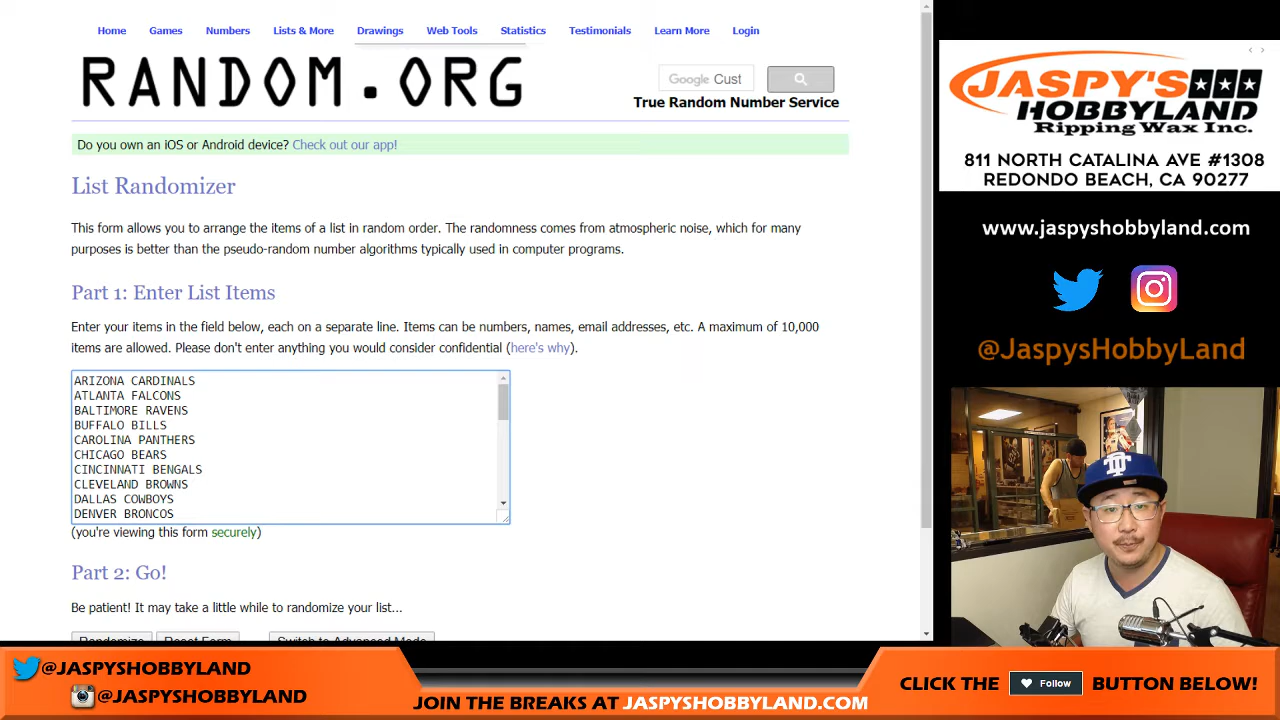 Home Games Numbers Lists & More Drawings Web Tools Statistics Testimonials Learn More Login
RANDOM.ORG
Google Cust
True Random Number Service
Do you own an iOS or Android device? Check out our app!
List Randomizer
This form allows you to arrange the items of a list in random order. The randomness comes from atmospheric noise, which for many
purposes is better than the pseudo-random number algorithms typically used in computer programs.
Part 1: Enter List Items
Enter your items in the field below, each on a separate line. Items can be numbers, names, email addresses, etc. A maximum of 10,000
items are allowed. Please don't enter anything you would consider confidential (here's why).
ARIZONA CARDINALS
ATLANTA FALCONS
BALTIMORE RAVENS
BUFFALO BILLS
CAROLINA PANTHERS
CHICAGO BEARS
CINCINNATI BENGALS
CLEVELAND BROWNS
DALLAS COWBOYS
DENVER BRONCOS
(you're viewing this form securely)
Part 2: Go!
Be patient! It may take a little while to randomize your list...
Randomize Reset Form Switch to Advanced Mode
JASPY'S
HOBBYLAND
Ripping Wax Inc.
811 NORTH CATALINA AVE #1308
REDONDO BEACH, CA 90277
www.jaspyshobbyland.com
@JaspysHobbyLand
@JASPYSHOBBYLAND
@JASPYSHOBBYLAND
JOIN THE BREAKS AT JASPYSHOBBYLAND.COM
CLICK THE Follow BUTTON BELOW!